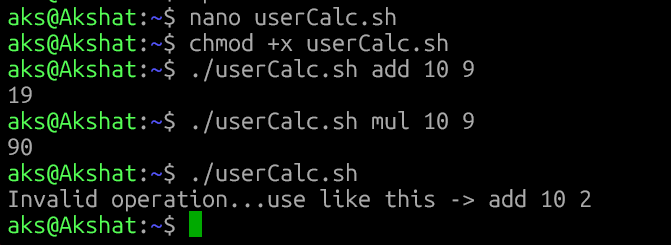 aks@Akshat:~$ nano userCalc.sh
aks@Akshat:~$ chmod +x userCalc.sh
aks@Akshat:~$ ./userCalc.sh add 10 9
19
aks@Akshat:~$ ./userCalc.sh mul 10 9
90
aks@Akshat:~$ ./userCalc.sh
Invalid operation...use like this -> add 10 2
aks@Akshat:~$